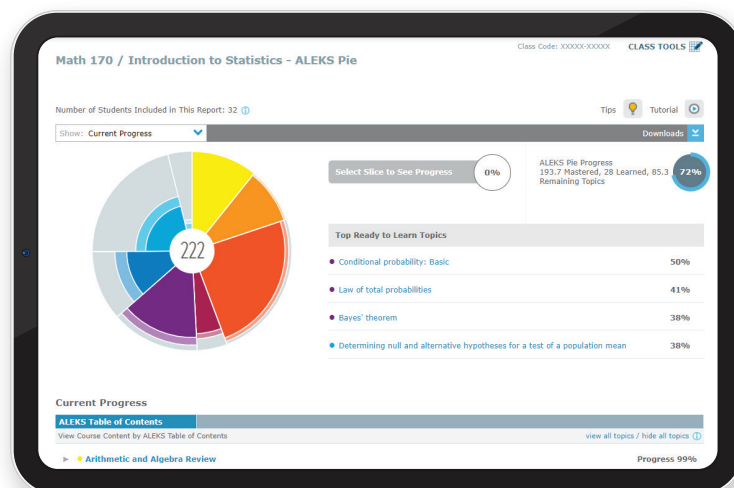 Class Code: XXXXX-XXXXX CLASS TOOLS
Math 170 / Introduction to Statistics - ALEKS Pie
Number of Students Included in This Report: 32
Tips Tutorial
Show: Current Progress
Downloads
222
Select Slice to See Progress 0%
ALEKS Pie Progress
193.7 Mastered, 28 Learned, 85.3
Remaining Topics
72%
Top Ready to Learn Topics
Conditional probability: Basic 50%
Law of total probabilities 41%
Bayes' theorem 38%
Determining null and alternative hypotheses for a test of a population mean 38%
Current Progress
ALEKS Table of Contents
View Course Content by ALEKS Table of Contents view all topics / hide all topics
Arithmetic and Algebra Review Progress 99%